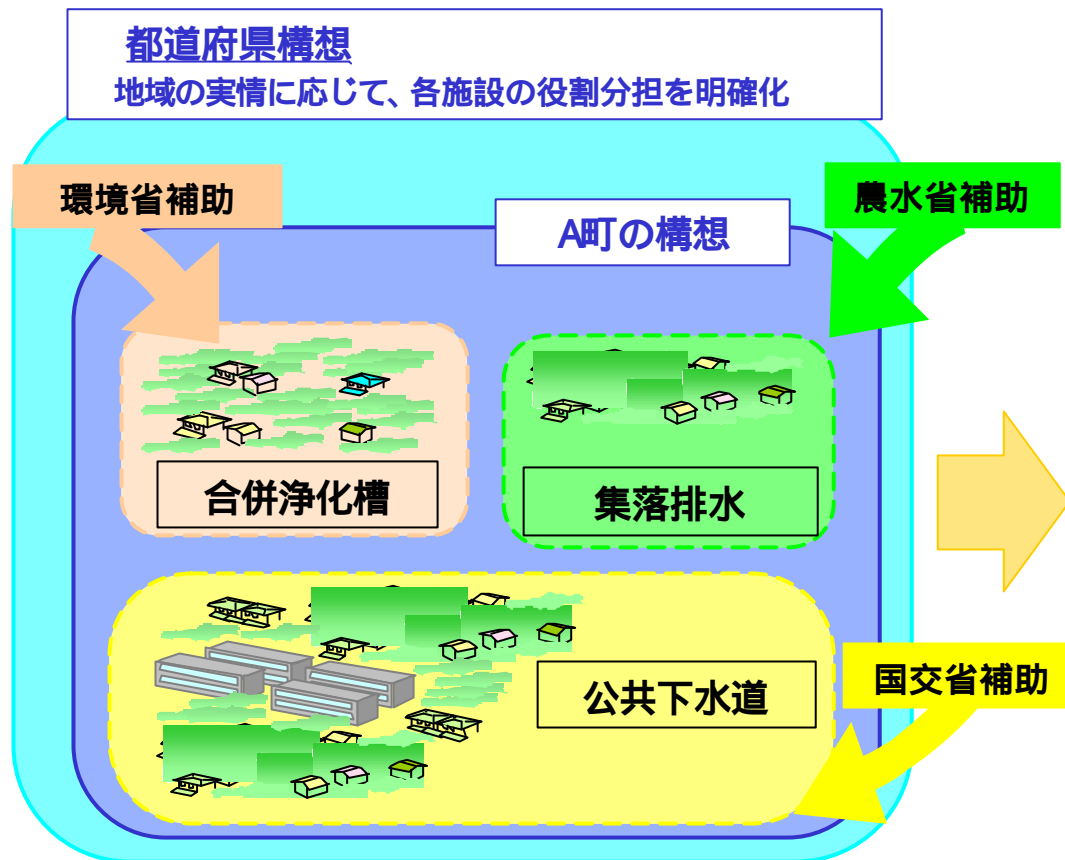 都道府県構想
地域の実情に応じて、各施設の役割分担を明確化
環境省補助
農水省補助
A町の構想
合併浄化槽
集落排水
公共下水道
国交省補助